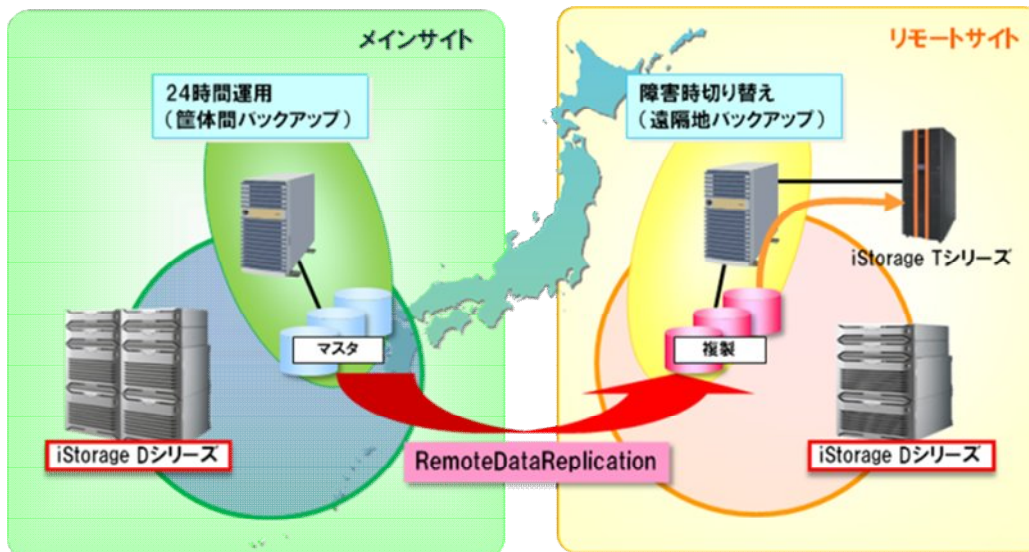 メインサイト
24時間運用
（筐体間バックアップ）
マスタ
iStorage Dシリーズ
RemoteDataReplication
リモートサイト
障害時切り替え
（遠隔地バックアップ）
iStorage Tシリーズ
複製
iStorage Dシリーズ